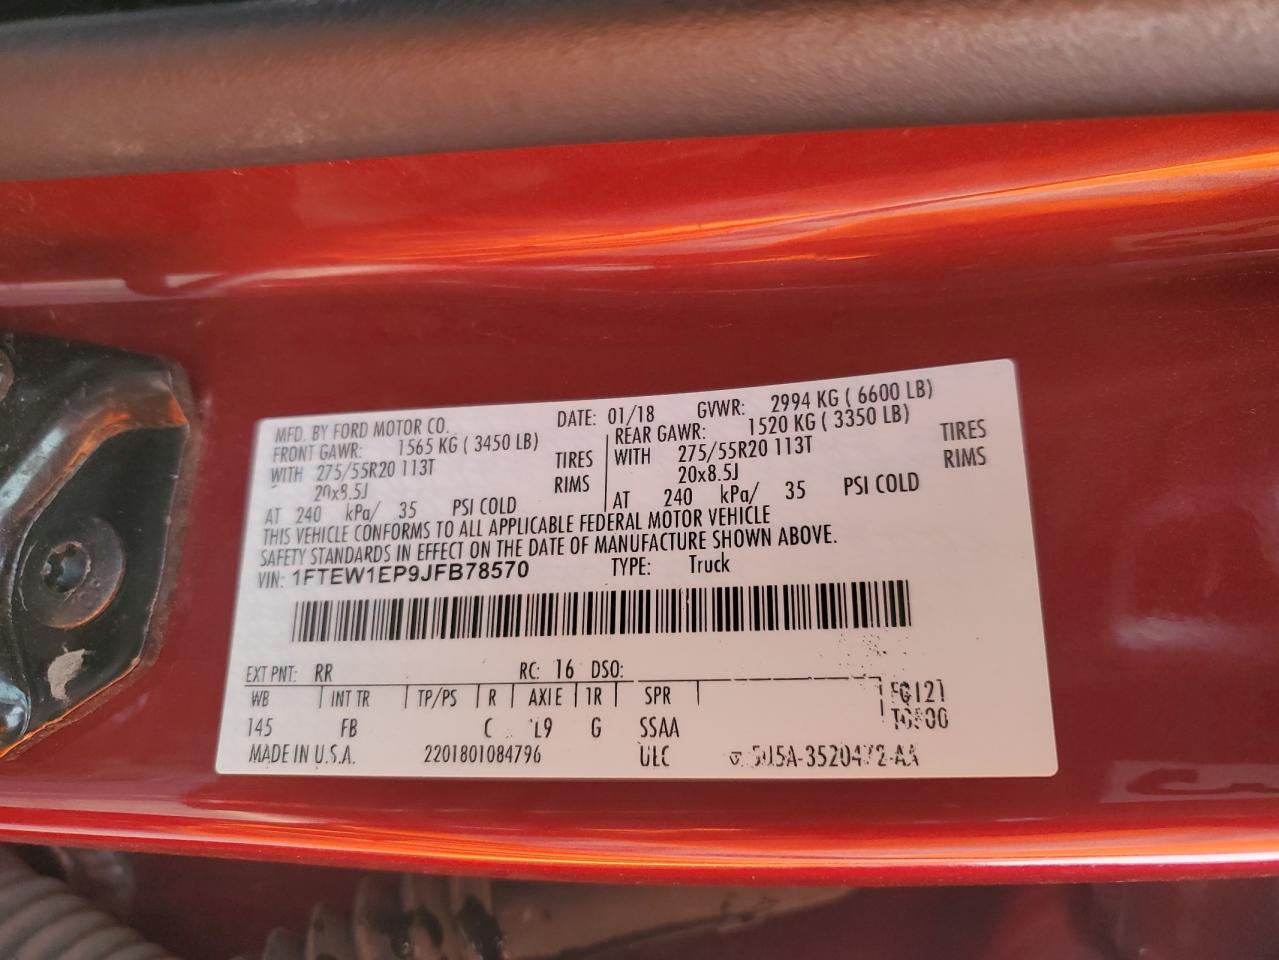 MFD. BY FORD MOTOR CO. DATE: 01/18 GVWR: 2994 KG ( 6600 LB)
FRONT GAWR: 1565 KG ( 3450 LB) REAR GAWR: 1520 KG ( 3350 LB)
WITH 275/55R20 113T TIRES WITH 275/55R20 113T TIRES
20x8.5J RIMS 20x8.5J RIMS
AT 240 kPa/ 35 PSI COLD AT 240 kPa/ 35 PSI COLD
THIS VEHICLE CONFORMS TO ALL APPLICABLE FEDERAL MOTOR VEHICLE
SAFETY STANDARDS IN EFFECT ON THE DATE OF MANUFACTURE SHOWN ABOVE.
VIN: 1FTEW1EP9JFB78570 TYPE: Truck
EXT PNT: RR RC: 16 DSO:
WB INT TR TP/PS R AXLE TR SPR
145 FB C L9 G SSAA
MADE IN U.S.A. 2201801084796 ULC